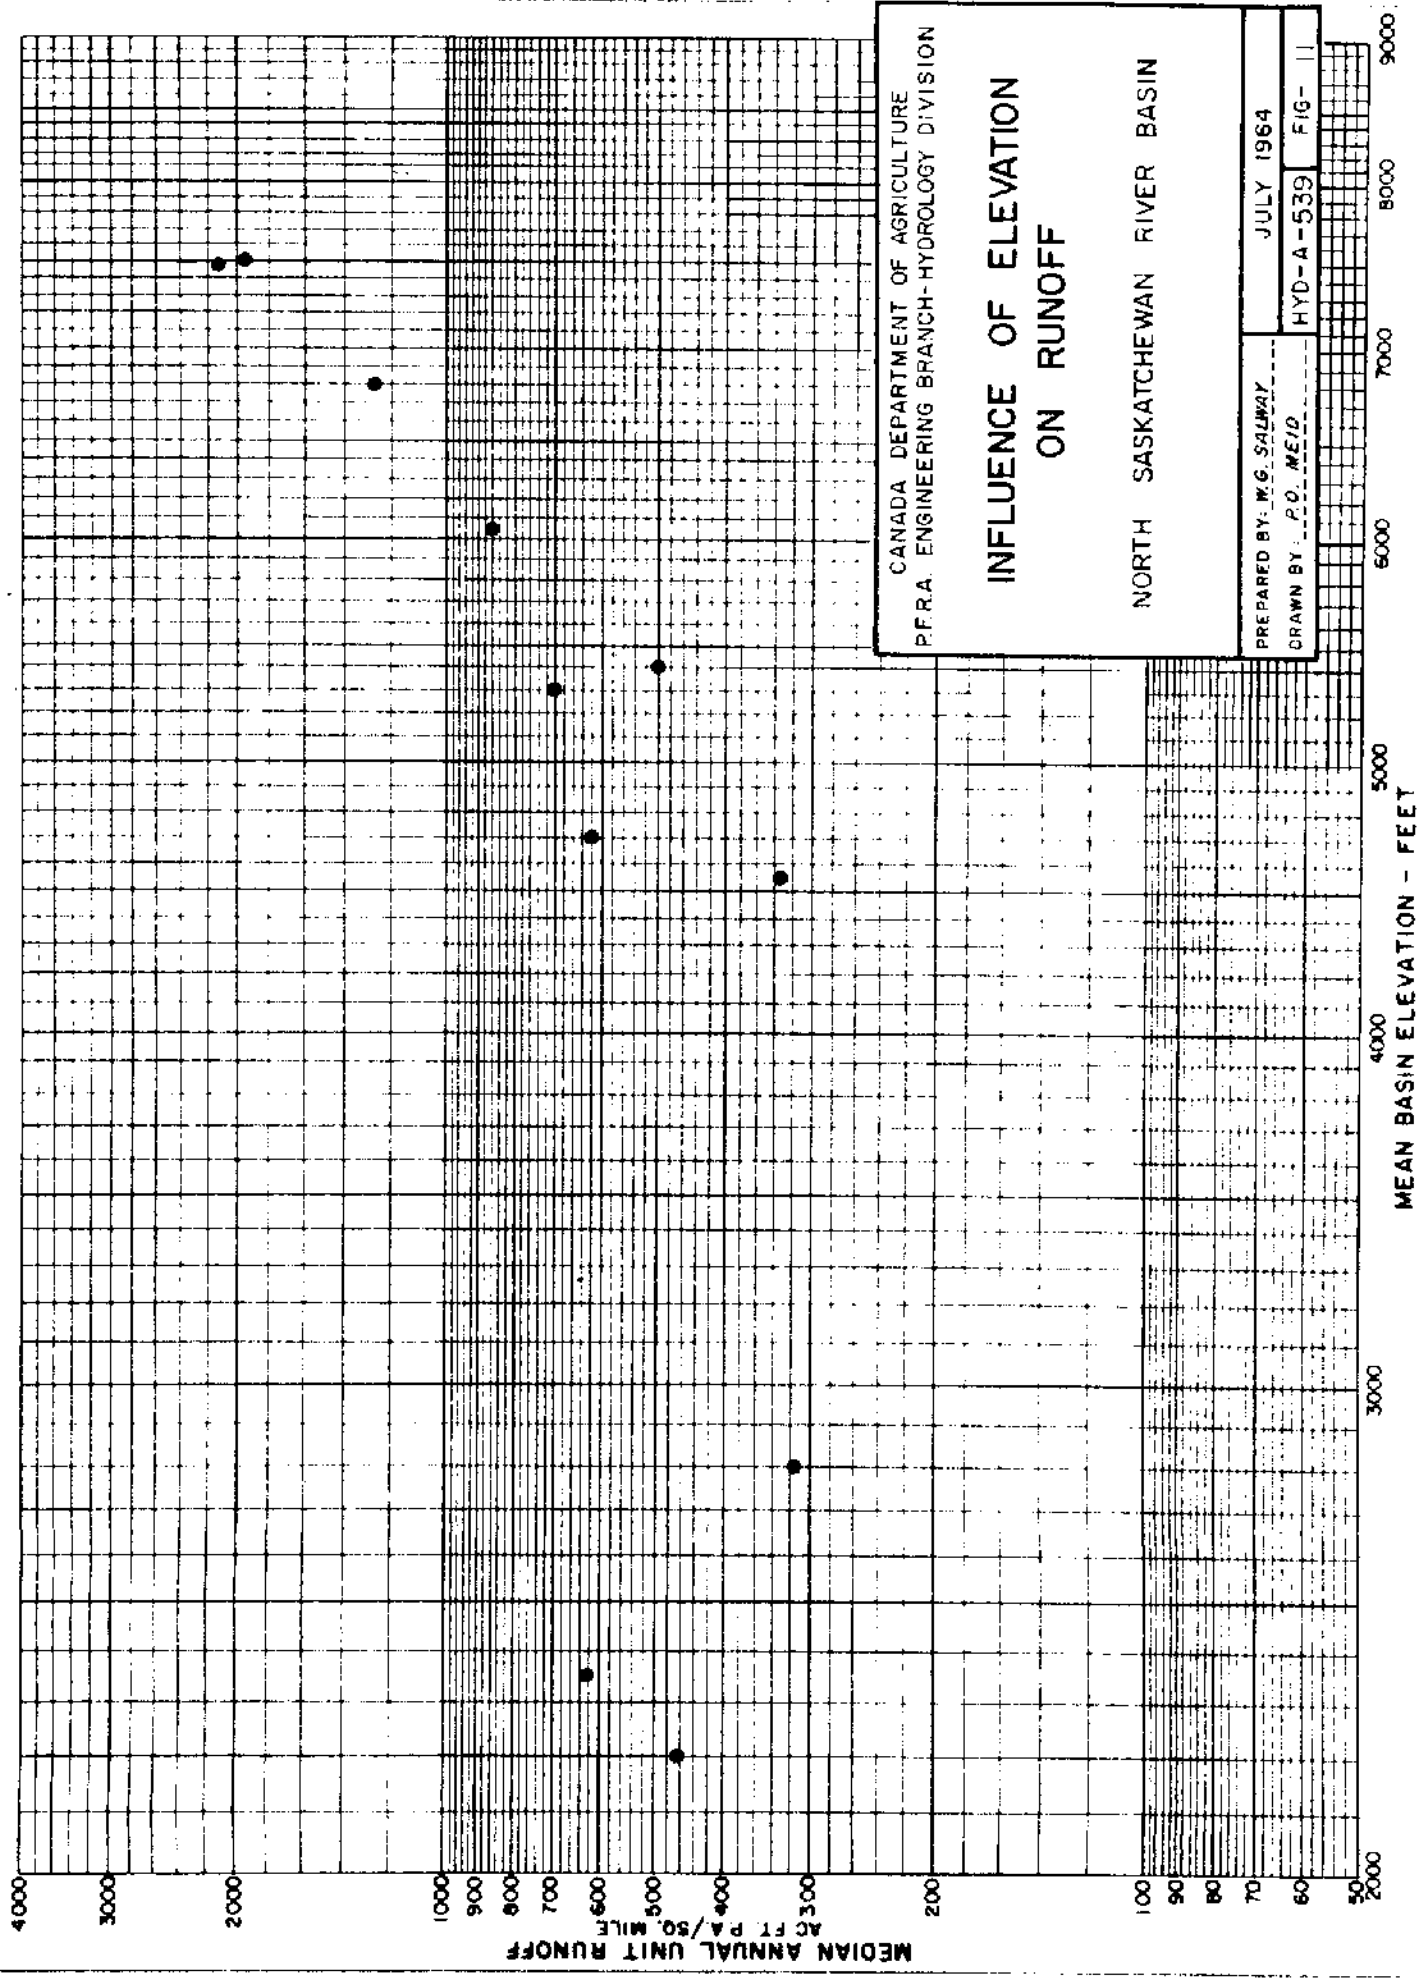 CANADA DEPARTMENT OF AGRICULTURE
P.F.R.A. ENGINEERING BRANCH-HYDROLOGY DIVISION
INFLUENCE OF ELEVATION
ON RUNOFF
NORTH SASKATCHEWAN RIVER BASIN
PREPARED BY: W.G. SALWAY
JULY 1964
DRAWN BY: P.O. MEID
HYD-A-539
FIG- 11
MEDIAN ANNUAL UNIT RUNOFF
AC. FT. P.A./SQ. MILE
4000
3000
2000
1000
900
800
700
600
500
400
300
200
100
90
80
70
60
50
2000
3000
4000
5000
6000
7000
8000
9000
MEAN BASIN ELEVATION - FEET